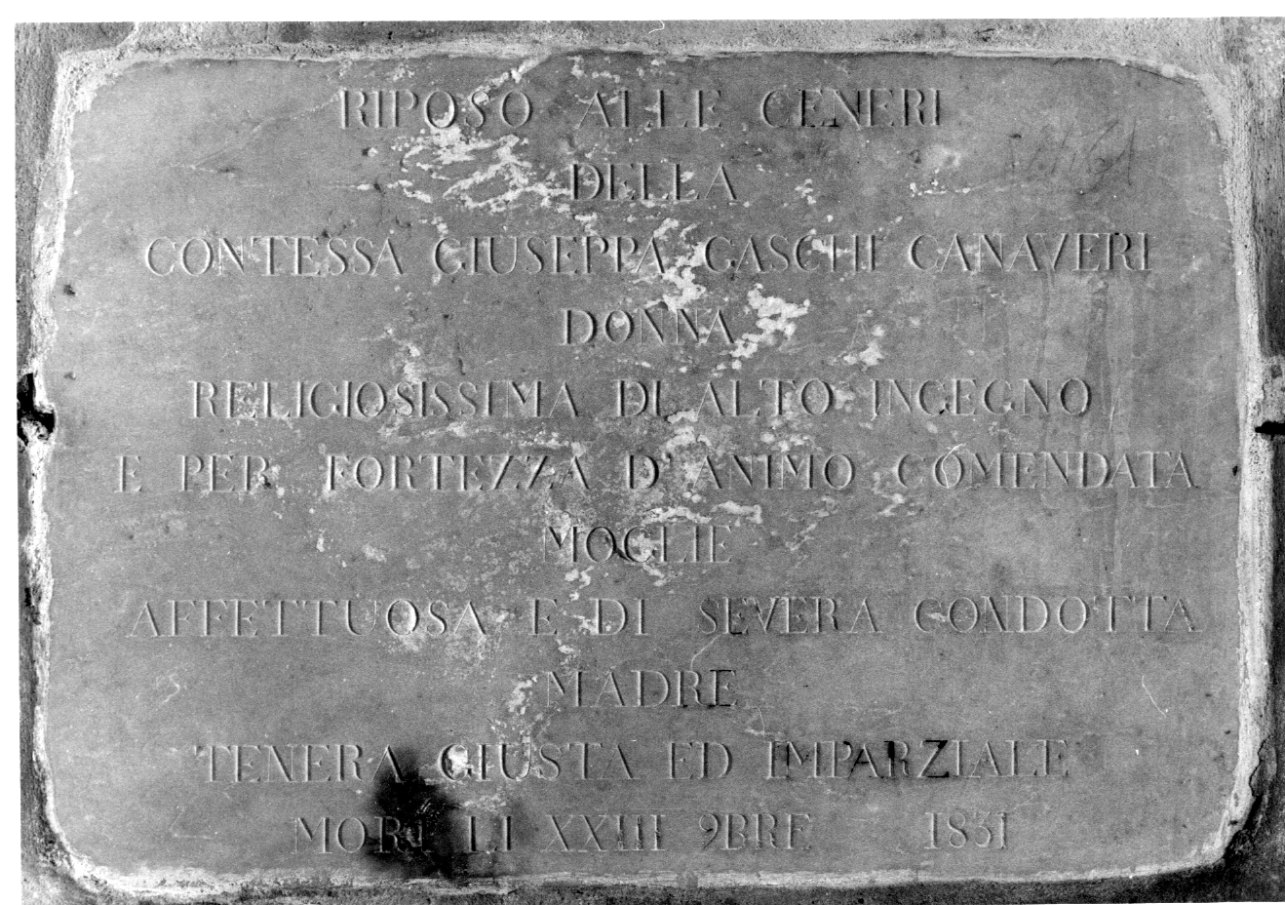 RIPOSO ALLE CENERI
DELLA
CONTESSA GIUSEPPA GASCHI CANAVERI
DONNA
RELIGIOSISSIMA DI ALTO INGEGNO
E PER FORTEZZA D'ANIMO COMENDATA
MOGLIE
AFFETTUOSA E DI SEVERA CONDOTTA
MADRE
TENERA GIUSTA ED IMPARZIALE
MORÌ LI XXIII 9BRE 1831